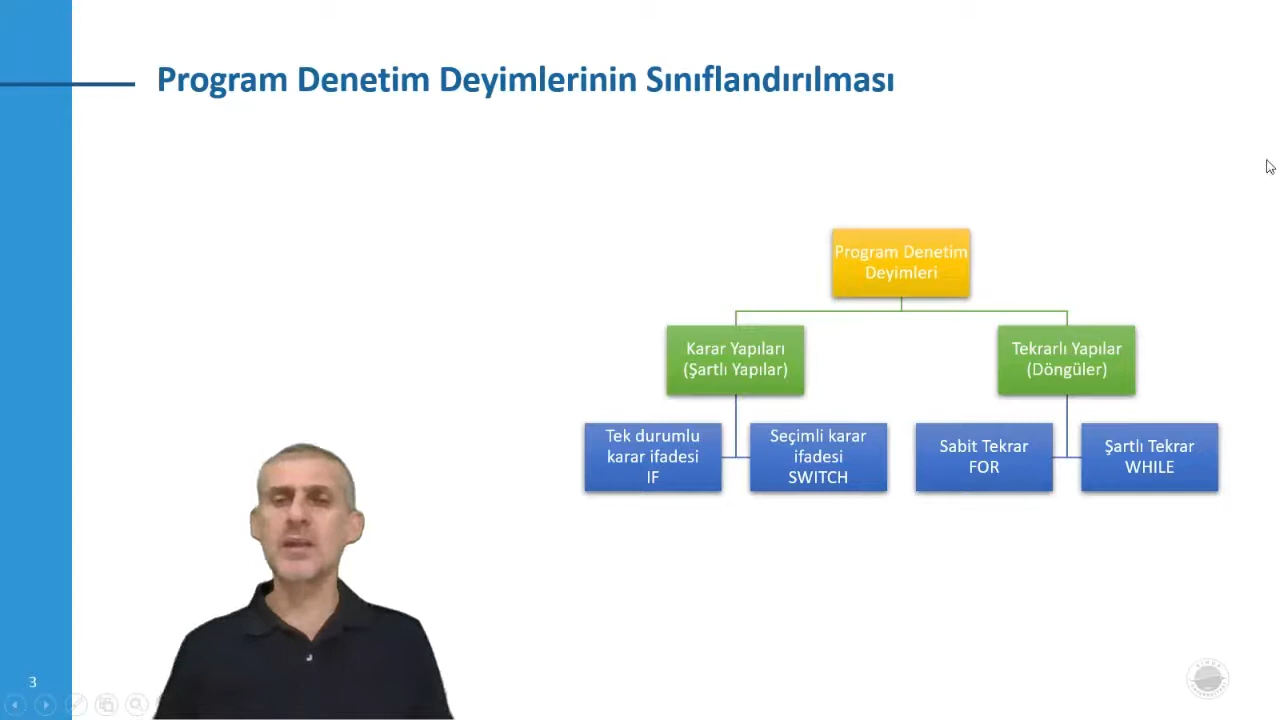 Program Denetim Deyimlerinin Sınıflandırılması
Program Denetim
Deyimleri
Karar Yapıları
(Şartlı Yapılar)
Tekrarlı Yapılar
(Döngüler)
Tek durumlu
karar ifadesi
IF
Seçimli karar
ifadesi
SWITCH
Sabit Tekrar
FOR
Şartlı Tekrar
WHILE
3